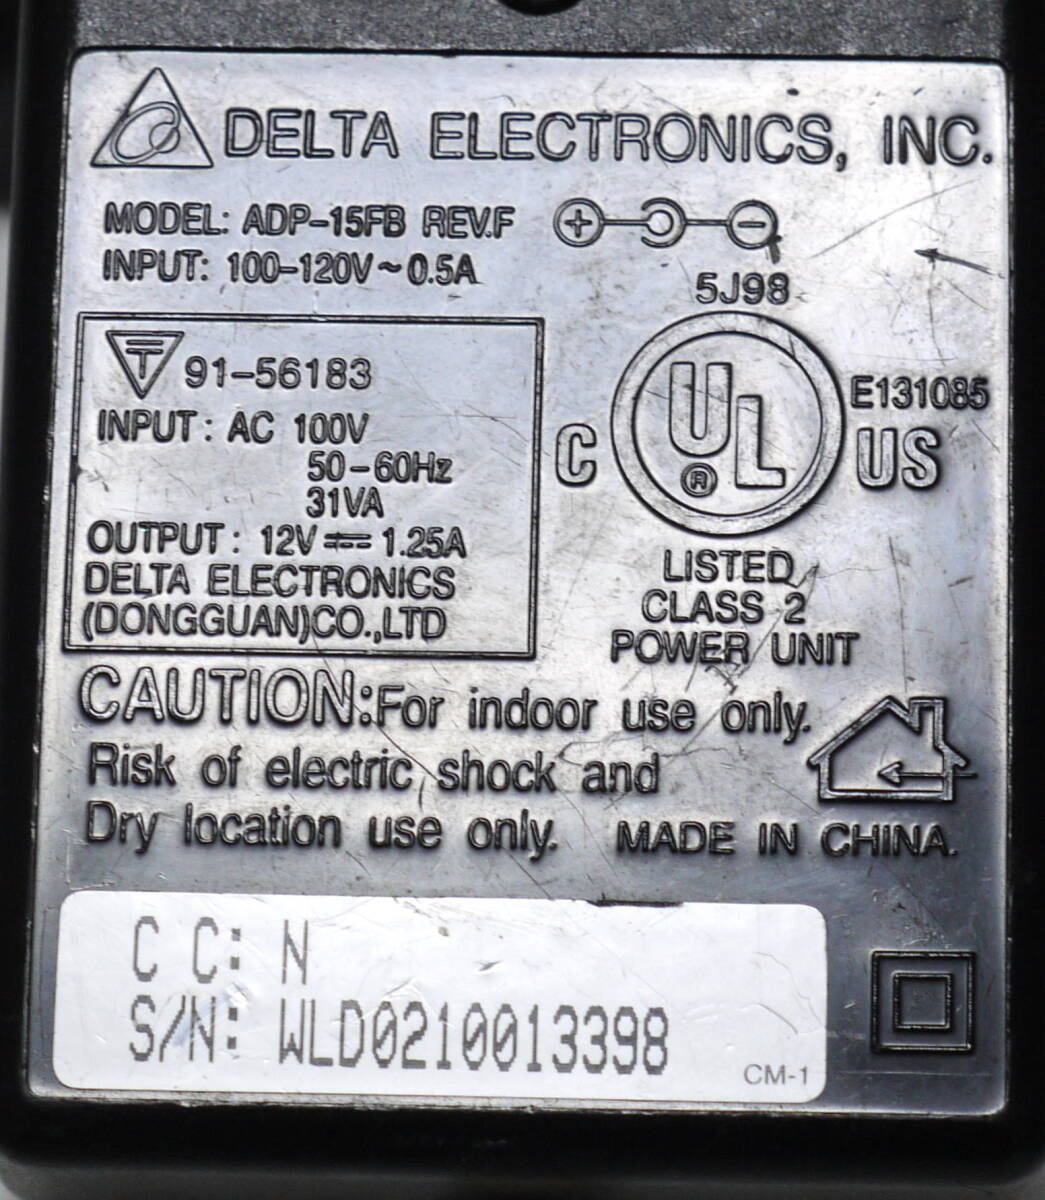 DELTA ELECTRONICS, INC.
MODEL: ADP-15FB REV.F
INPUT: 100-120V~0.5A
5J98
91-56183
INPUT: AC 100V
50-60Hz
31VA
OUTPUT: 12V⎓1.25A
DELTA ELECTRONICS
(DONGGUAN)CO.,LTD
E131085
C UL® US
LISTED
CLASS 2
POWER UNIT
CAUTION:For indoor use only.
Risk of electric shock and
Dry location use only. MADE IN CHINA.
C C: N
S/N: WLD0210013398
CM-1